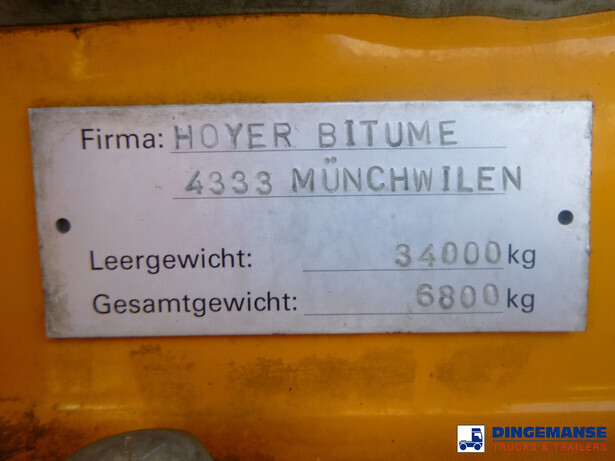 Firma: HOYER BITUME
4333 MÜNCHWILEN
Leergewicht: 34000 kg
Gesamtgewicht: 6800 kg
DINGEMANSE
TRUCKS & TRAILERS